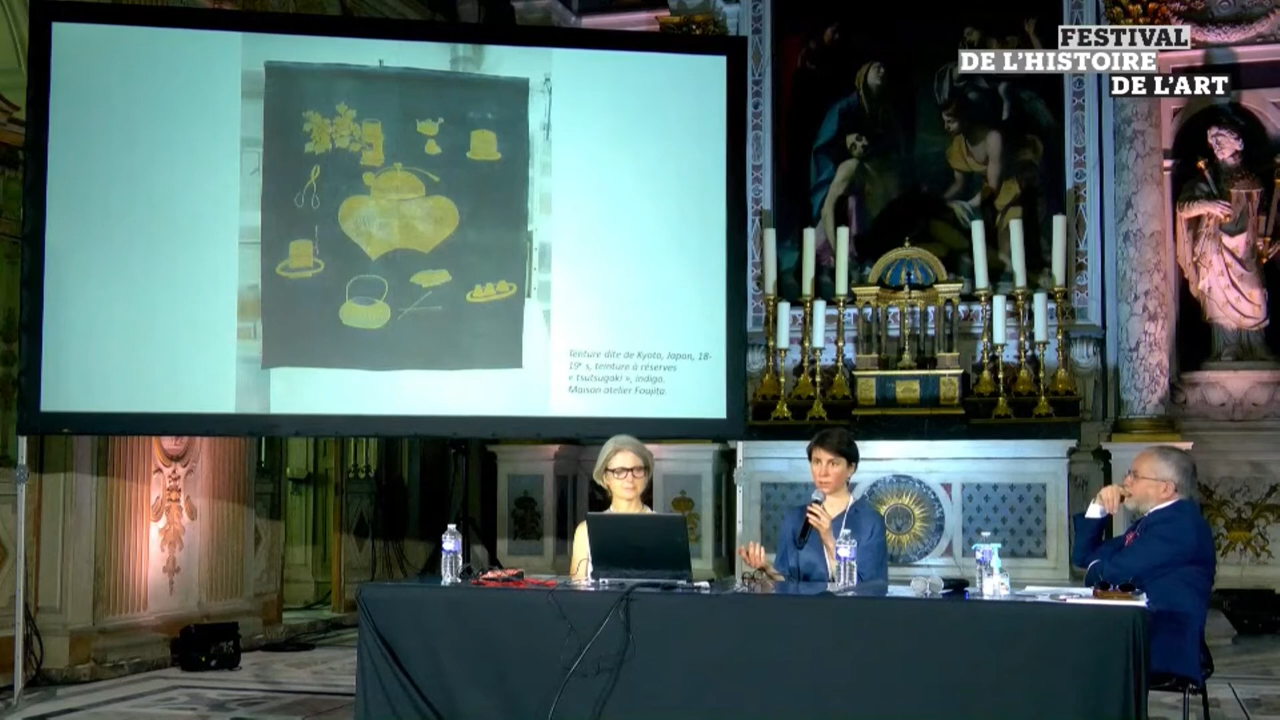 FESTIVAL
DE L'HISTOIRE
DE L'ART
Tenture dite de Kyoto, Japon, 18-
19e s, teinture à réserves
« tsutsugaki », indigo.
Maison atelier Foujita.